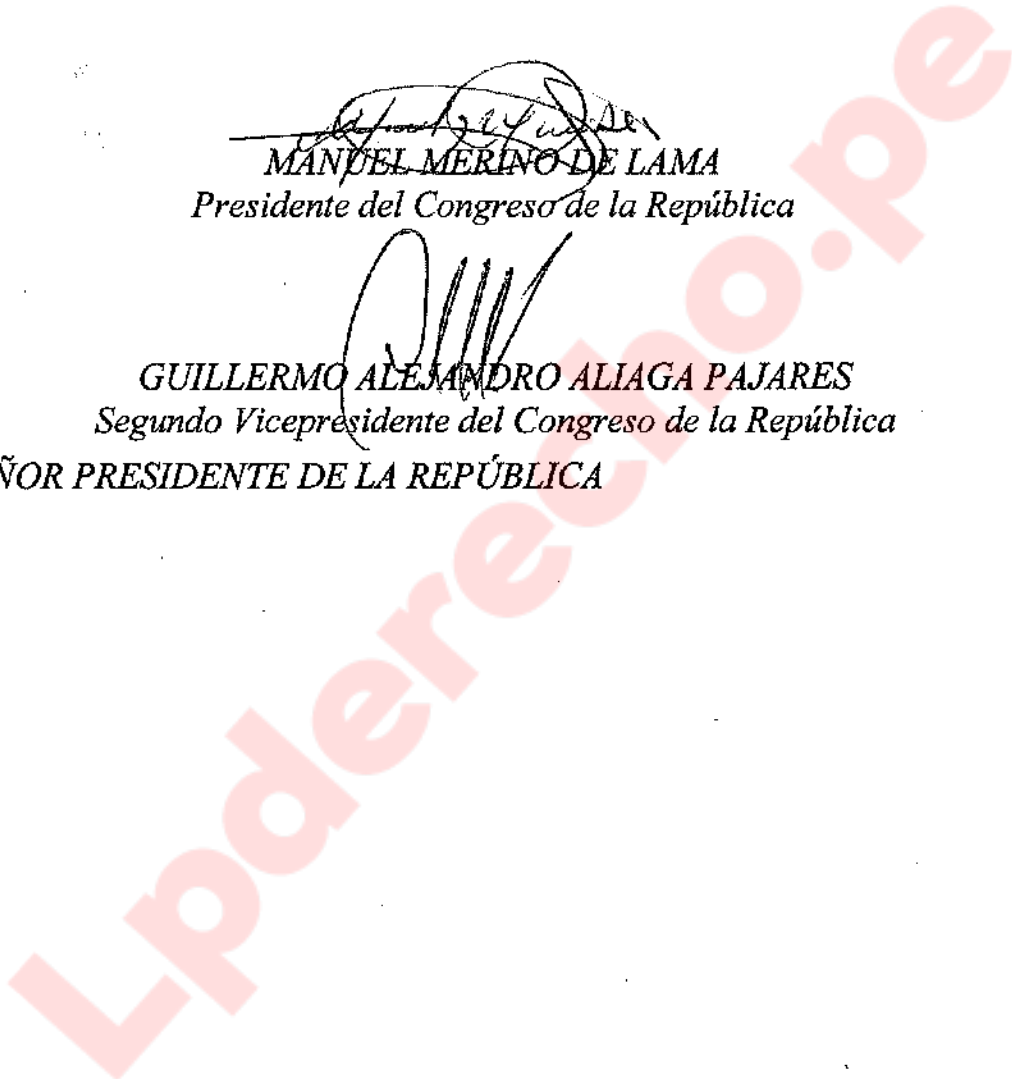 MANUEL MERINO DE LAMA
Presidente del Congreso de la República
GUILLERMO ALEJANDRO ALIAGA PAJARES
Segundo Vicepresidente del Congreso de la República
ÑOR PRESIDENTE DE LA REPÚBLICA
Lpderecho.pe